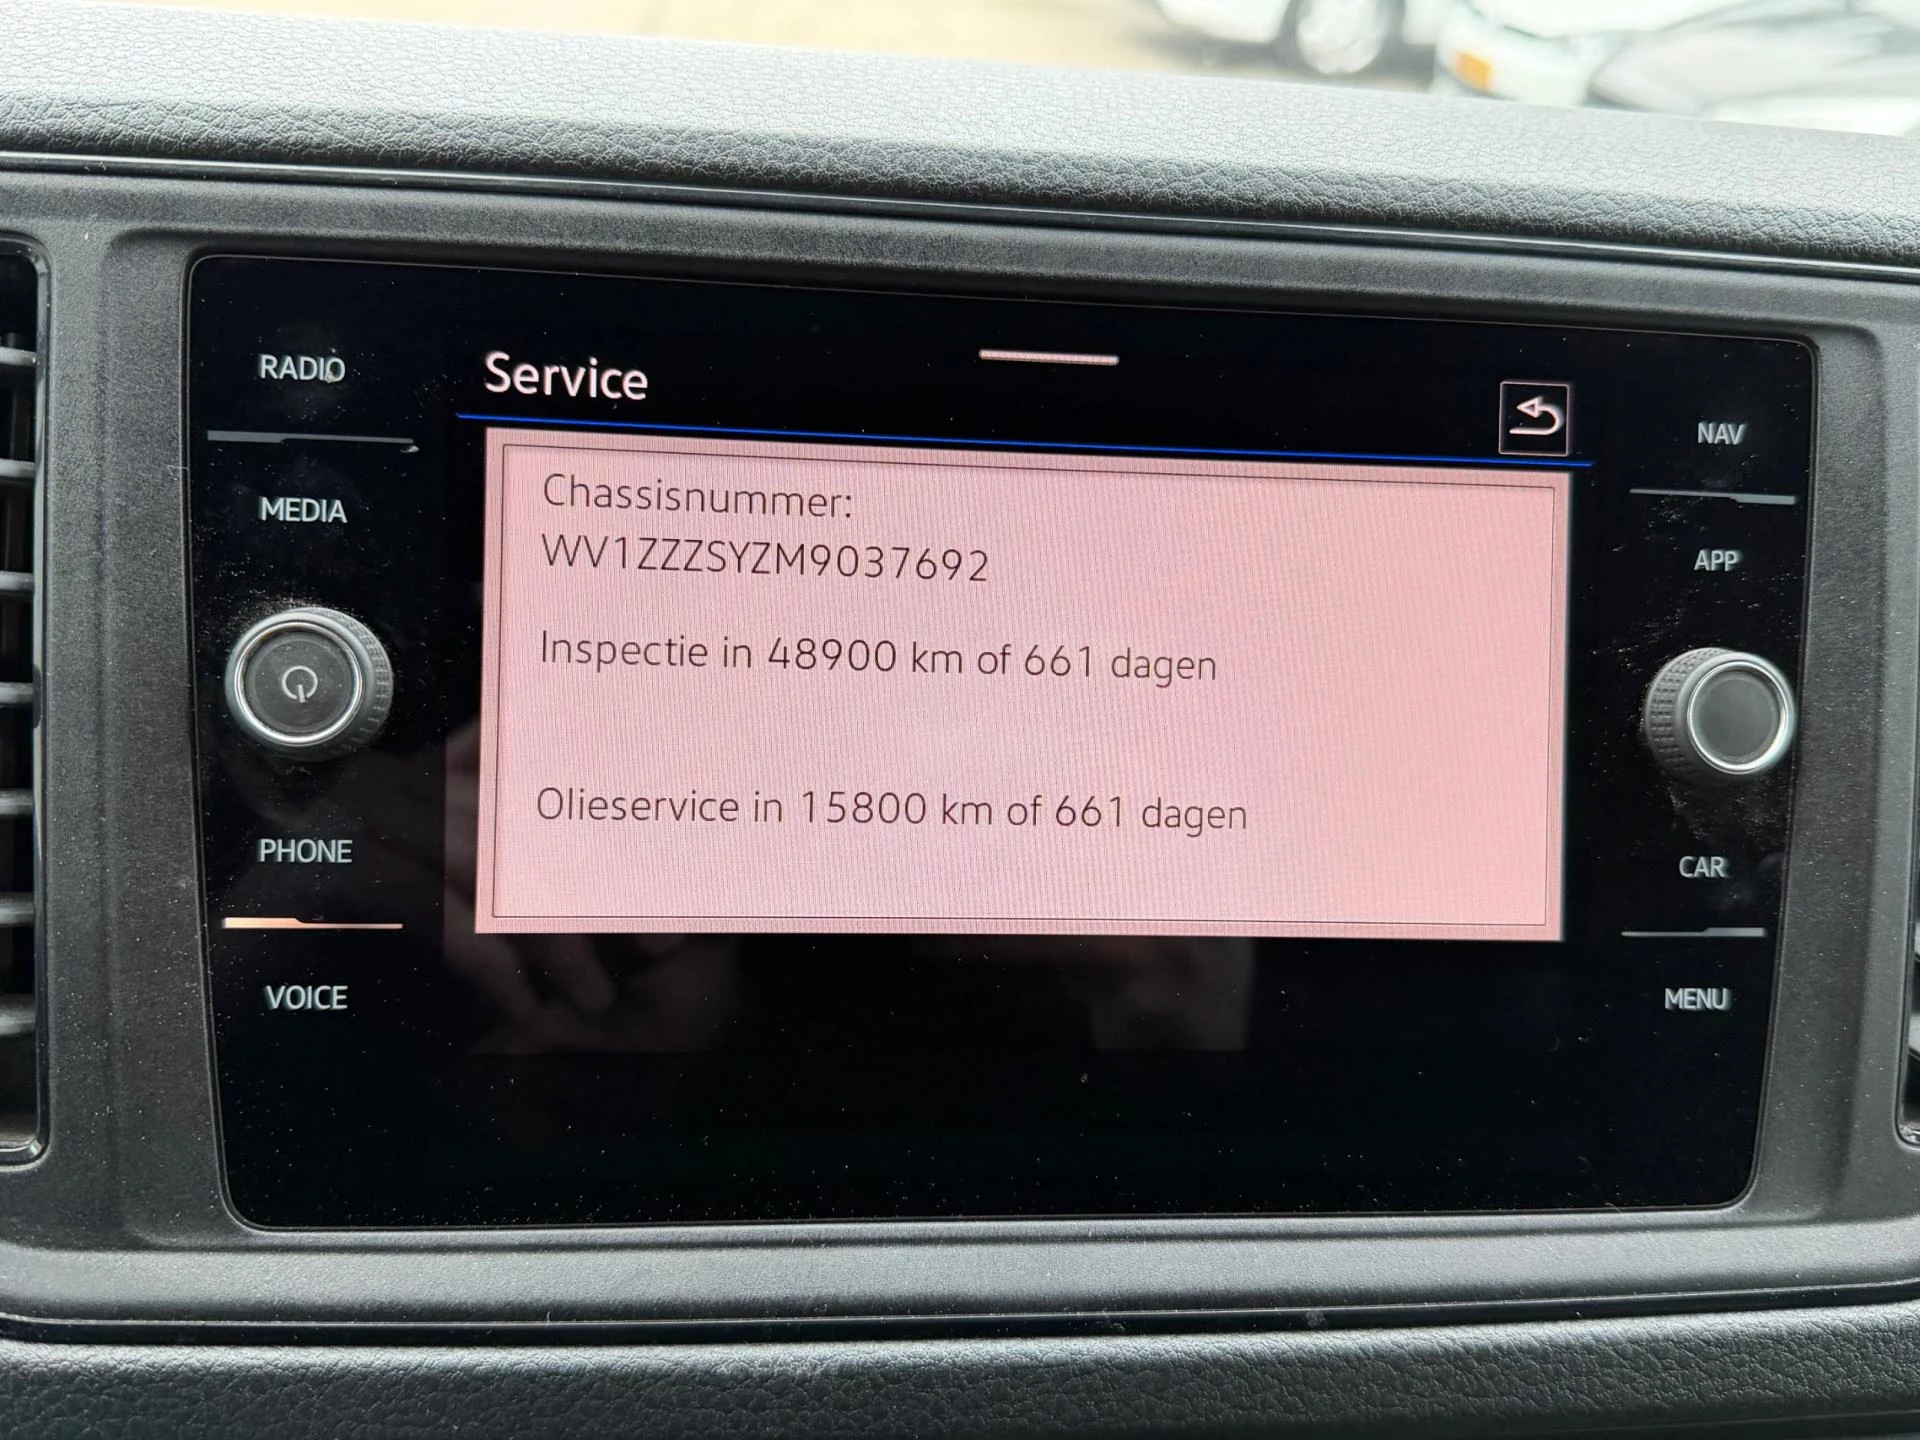 Service
RADIO
MEDIA
PHONE
VOICE
Chassisnummer:
WV1ZZZSYZM9037692
Inspectie in 48900 km of 661 dagen
Olieservice in 15800 km of 661 dagen
NAV
APP
CAR
MENU